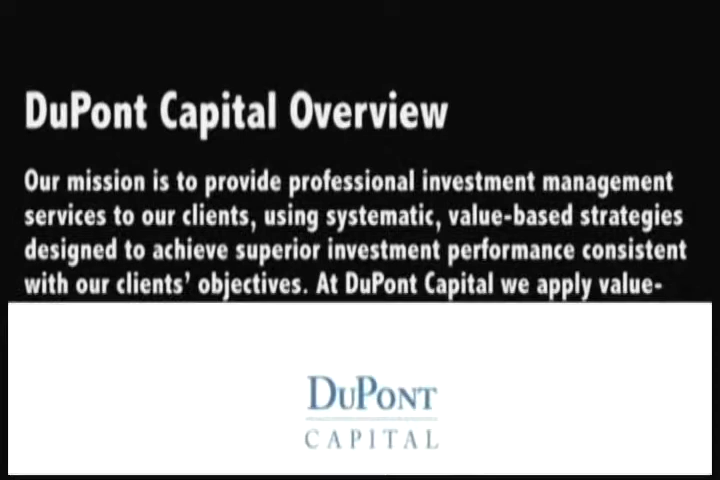 DuPont Capital Overview
Our mission is to provide professional investment management
services to our clients, using systematic, value-based strategies
designed to achieve superior investment performance consistent
with our clients’ objectives. At DuPont Capital we apply value-
DUPONT
CAPITAL